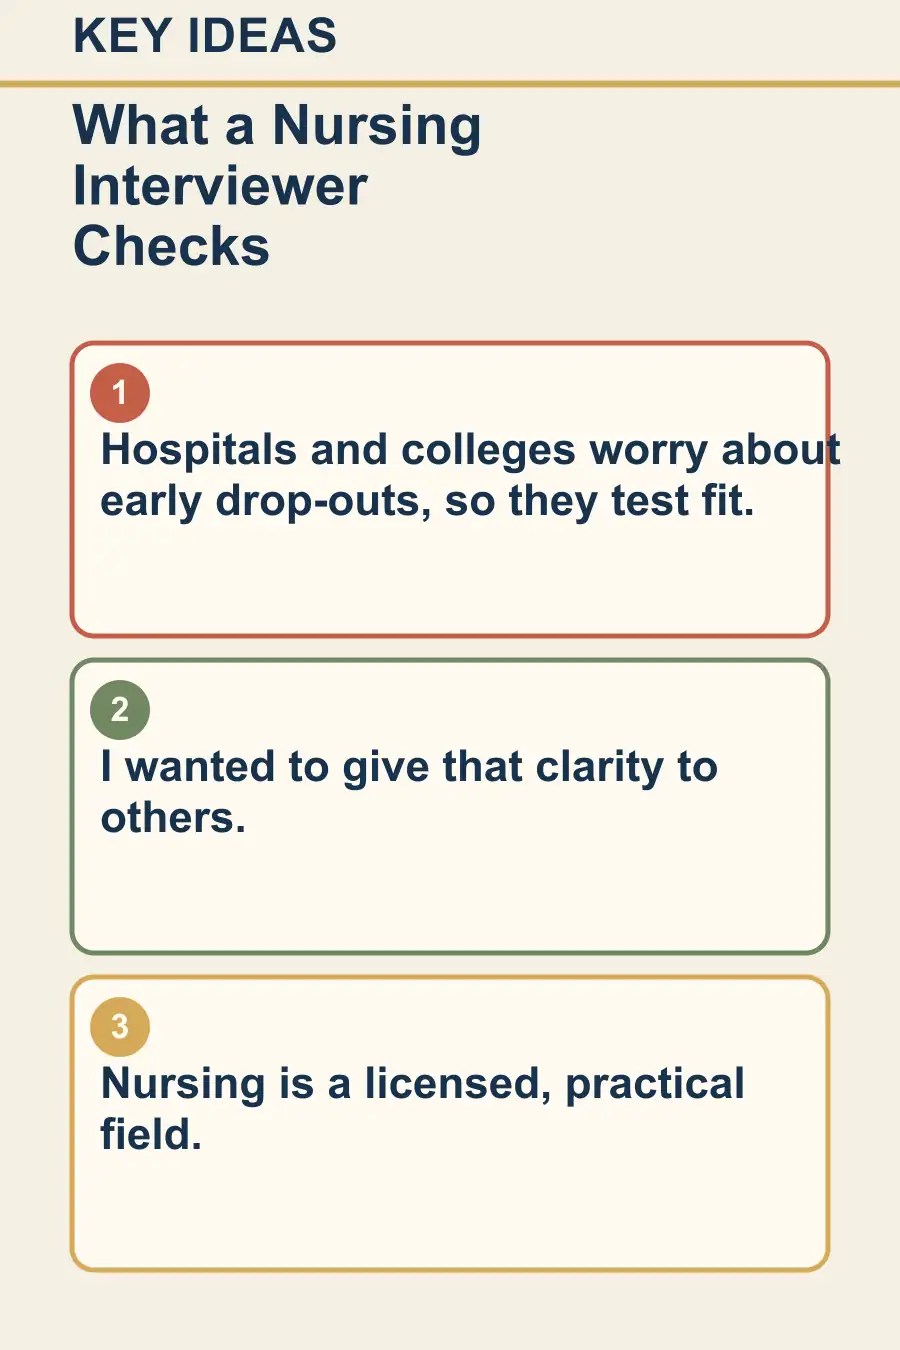 KEY IDEAS
What a Nursing
Interviewer
Checks
1
Hospitals and colleges worry about
early drop-outs, so they test fit.
2
I wanted to give that clarity to
others.
3
Nursing is a licensed, practical
field.